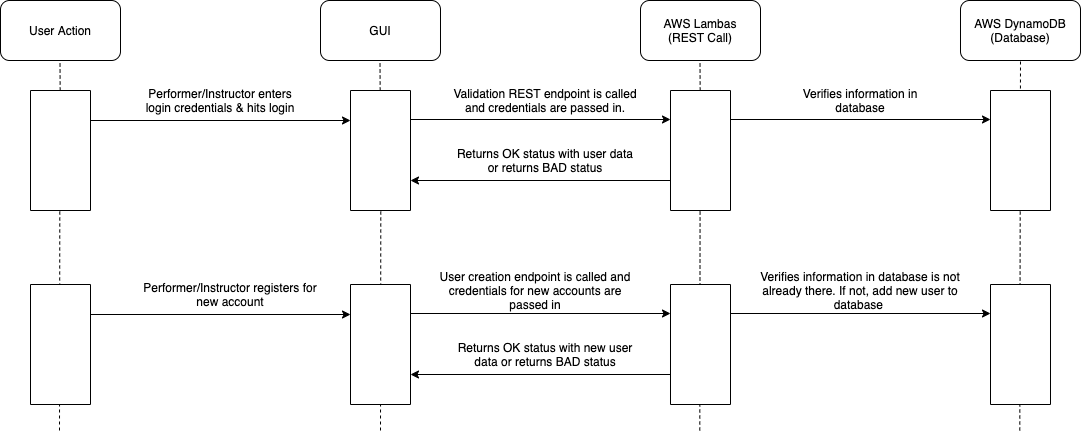 User Action
GUI
AWS Lambas
(REST Call)
AWS DynamoDB
(Database)
Performer/Instructor enters
login credentials & hits login
Validation REST endpoint is called
and credentials are passed in.
Verifies information in
database
Returns OK status with user data
or returns BAD status
Performer/Instructor registers for
new account
User creation endpoint is called and
credentials for new accounts are
passed in
Verifies information in database is not
already there. If not, add new user to
database
Returns OK status with new user
data or returns BAD status